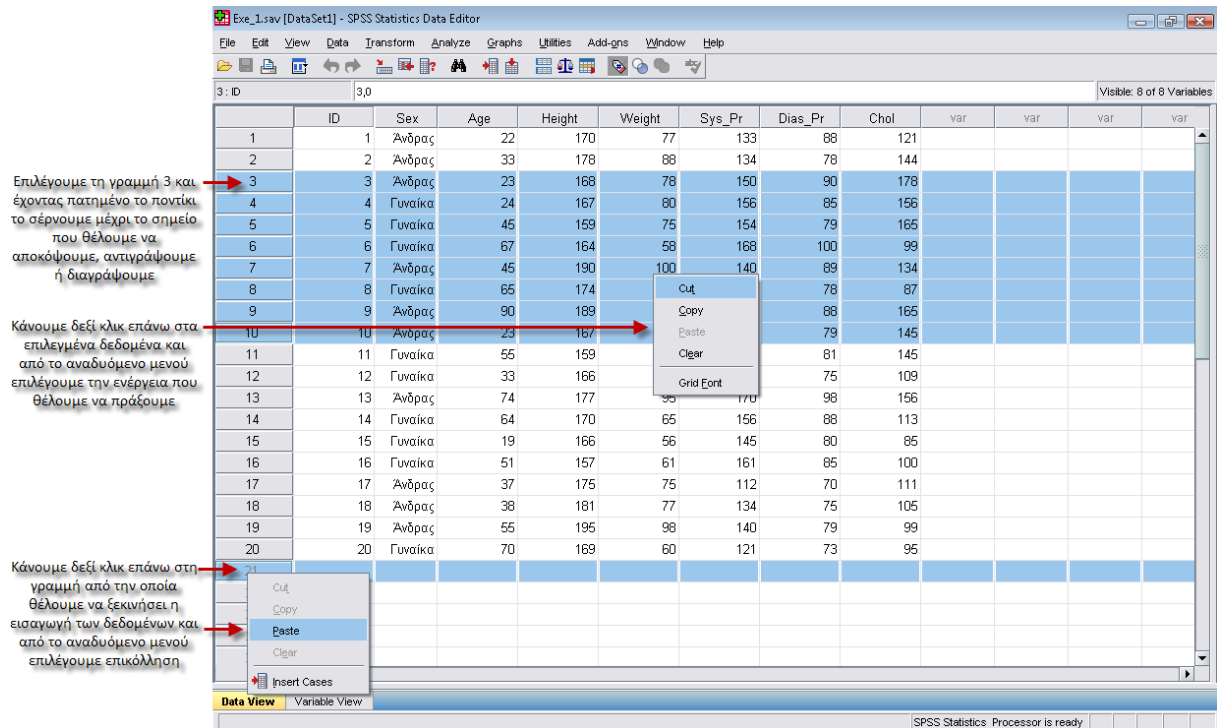 Exe_1.sav [DataSet1] - SPSS Statistics Data Editor
File Edit View Data Transform Analyze Graphs Utilities Add-ons Window Help
3 : ID 3,0 Visible: 8 of 8 Variables
ID Sex Age Height Weight Sys_Pr Dias_Pr Chol var var var var
1 1 Άνδρας 22 170 77 133 88 121
2 2 Άνδρας 33 178 88 134 78 144
3 3 Άνδρας 23 168 78 150 90 178
4 4 Γυναίκα 24 167 80 156 85 156
5 5 Γυναίκα 45 159 75 154 79 165
6 6 Γυναίκα 67 164 58 168 100 99
7 7 Άνδρας 45 190 100 140 89 134
8 8 Γυναίκα 65 174 78 87
9 9 Άνδρας 90 189 88 165
10 10 Άνδρας 23 167 79 145
11 11 Γυναίκα 55 159 81 145
12 12 Γυναίκα 33 166 75 109
13 13 Άνδρας 74 177 95 170 98 156
14 14 Γυναίκα 64 170 65 156 88 113
15 15 Γυναίκα 19 166 56 145 80 85
16 16 Γυναίκα 51 157 61 161 85 100
17 17 Άνδρας 37 175 75 112 70 111
18 18 Άνδρας 38 181 77 134 75 105
19 19 Άνδρας 55 195 98 140 79 99
20 20 Γυναίκα 70 169 60 121 73 95
21
Cut
Copy
Paste
Clear
Grid Font
Cut
Copy
Paste
Clear
Insert Cases
Data View Variable View
SPSS Statistics Processor is ready
Επιλέγουμε τη γραμμή 3 και
έχοντας πατημένο το ποντίκι
το σέρνουμε μέχρι το σημείο
που θέλουμε να
αποκόψουμε, αντιγράψουμε
ή διαγράψουμε
Κάνουμε δεξί κλικ επάνω στα
επιλεγμένα δεδομένα και
από το αναδυόμενο μενού
επιλέγουμε την ενέργεια που
θέλουμε να πράξουμε
Κάνουμε δεξί κλικ επάνω στη
γραμμή από την οποία
θέλουμε να ξεκινήσει η
εισαγωγή των δεδομένων και
από το αναδυόμενο μενού
επιλέγουμε επικόλληση